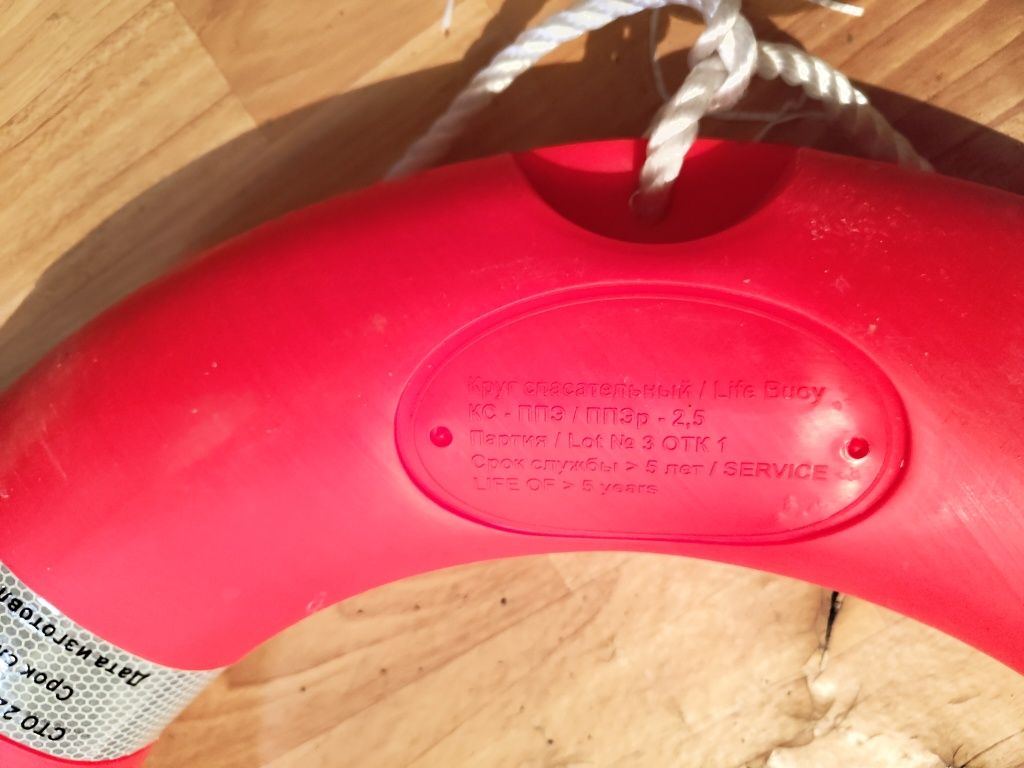 Круг спасательный / Life Buoy
КС - ППЭ / ППЭр - 2,5
Партия / Lot № 3 ОТК 1
Срок службы > 5 лет / SERVICE
LIFE OF > 5 years
Дата
Срок
СТО